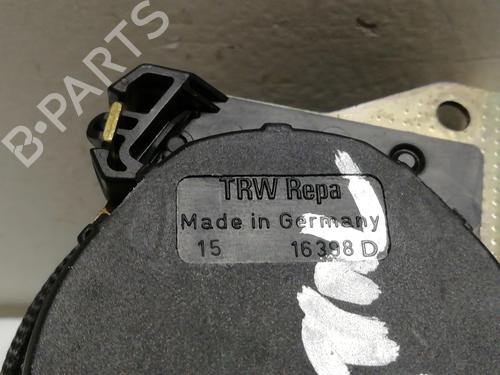 B-PARTS
TRW Repa
Made in Germany
15 16398 D